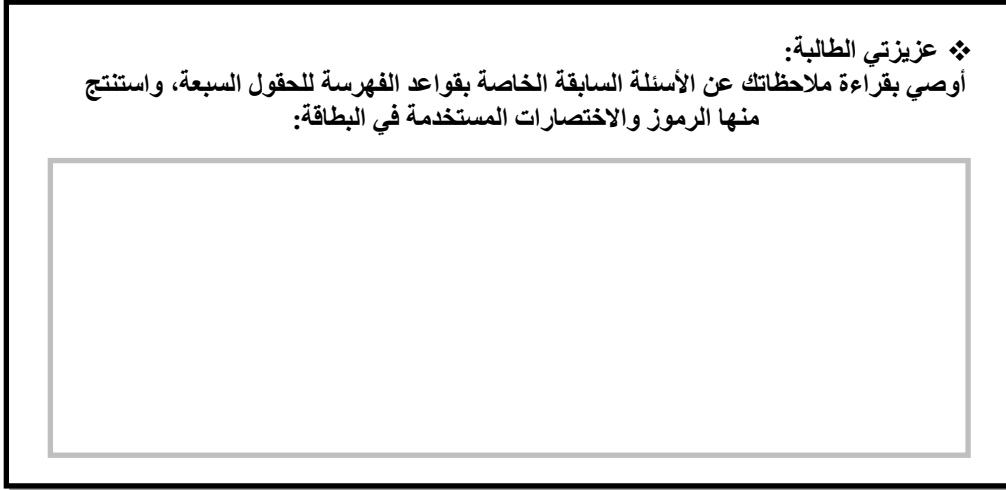 ❖ عزيزتي الطالبة:
أوصي بقراءة ملاحظاتك عن الأسئلة السابقة الخاصة بقواعد الفهرسة للحقول السبعة، واستنتج
منها الرموز والاختصارات المستخدمة في البطاقة: